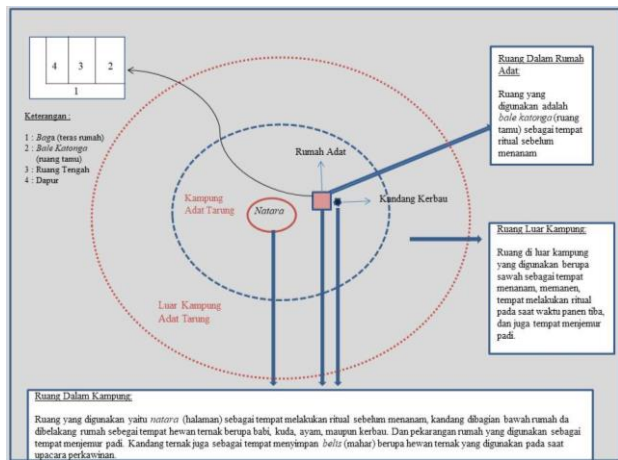 4 3 2
1
Keterangan :
1 : Baga (teras rumah)
2 : Bale Katonga
(ruang tamu)
3 : Ruang Tengah
4 : Dapur
Rumah Adat
Kandang Kerbau
Natara
Kampung
Adat Tarung
Luar Kampung
Adat Tarung
Ruang Dalam Rumah
Adat:
Ruang yang
digunakan adalah
bale katonga (ruang
tamu) sebagai tempat
ritual sebelum
menanam
Ruang Luar Kampung:
Ruang di luar kampung
yang digunakan berupa
sawah sebagai tempat
menanam, memanen,
tempat melakukan ritual
pada saat waktu panen tiba,
dan juga tempat menjemur
padi.
Ruang Dalam Kampung:
Ruang yang digunakan yaitu natara (halaman) sebagai tempat melakukan ritual sebelum menanam, kandang dibagian bawah rumah da
dibelakang rumah sebegai tempat hewan ternak berupa babi, kuda, ayam, maupun kerbau. Dan pekarangan rumah yang digunakan sebagai
tempat menjemur padi. Kandang ternak juga sebagai tempat menyimpan belis (mahar) berupa hewan ternak yang digunakan pada saat
upacara perkawinan.